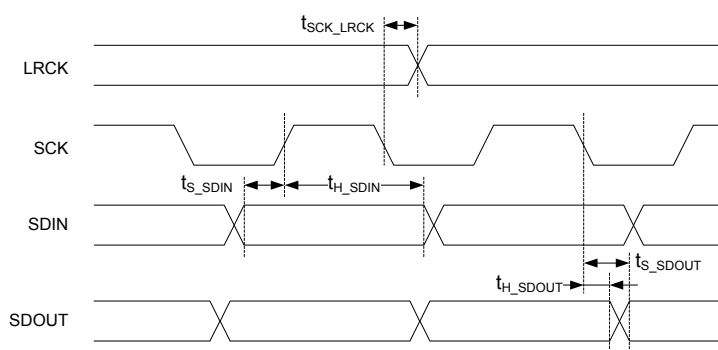 tSCK_LRCK
LRCK
SCK
tS_SDIN
tH_SDIN
SDIN
tS_SDOUT
tH_SDOUT
SDOUT